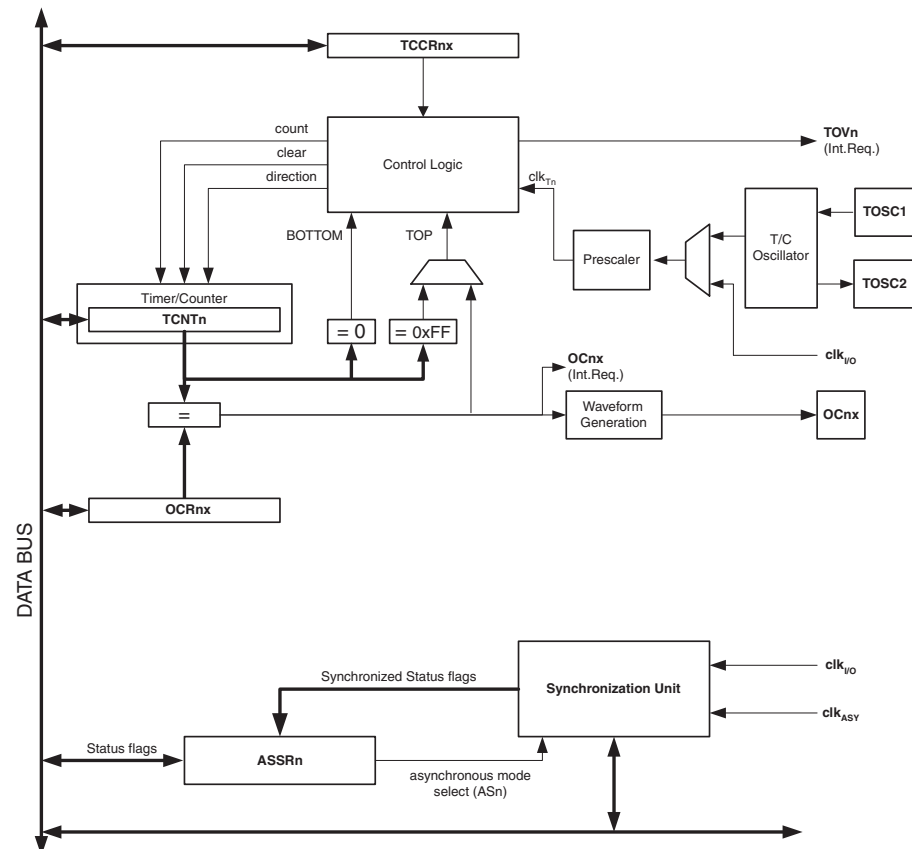 TCCRnx
count
clear
direction
Control Logic
TOVn
(Int.Req.)
clkTn
BOTTOM
TOP
TOSC1
T/C
Oscillator
Prescaler
TOSC2
clkI/O
Timer/Counter
TCNTn
= 0
= 0xFF
OCnx
(Int.Req.)
=
Waveform
Generation
OCnx
OCRnx
DATA BUS
Synchronized Status flags
Synchronization Unit
clkI/O
clkASY
Status flags
ASSRn
asynchronous mode
select (ASn)